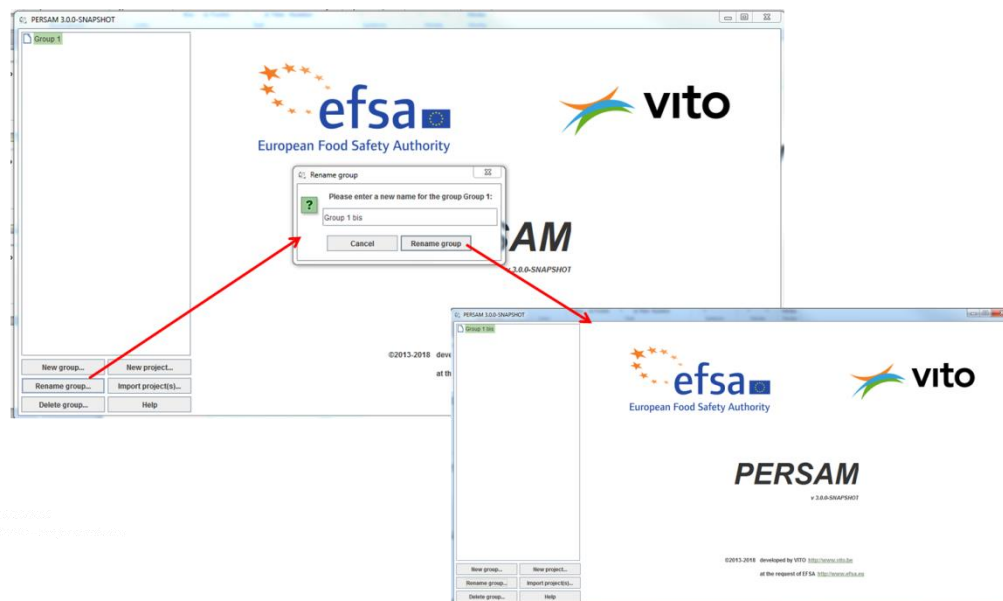 PERSAM 3.0.0-SNAPSHOT
Group 1
efsa
European Food Safety Authority
vito
Rename group
Please enter a new name for the group Group 1:
?
Group 1 bis
Cancel
Rename group
SAM
v 3.0.0-SNAPSHOT
©2013-2018 deve
at th
New group...
New project...
Rename group...
Import project(s)...
Delete group...
Help
PERSAM 3.0.0-SNAPSHOT
Group 1 bis
efsa
European Food Safety Authority
vito
PERSAM
v 3.0.0-SNAPSHOT
©2013-2018 developed by VITO http://www.vito.be
at the request of EFSA http://www.efsa.eu
New group...
New project...
Rename group...
Import project(s)...
Delete group...
Help